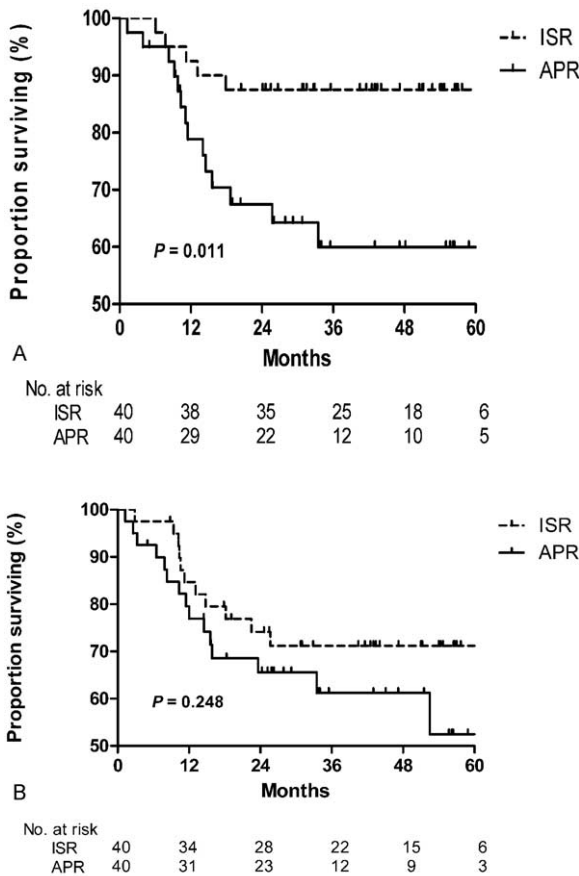 Proportion surviving (%)
100
90
80
70
60
50
ISR
APR
P = 0.011
0 12 24 36 48 60
Months
A
No. at risk
ISR 40 38 35 25 18 6
APR 40 29 22 12 10 5
Proportion surviving (%)
100
90
80
70
60
50
ISR
APR
P = 0.248
0 12 24 36 48 60
Months
B
No. at risk
ISR 40 34 28 22 15 6
APR 40 31 23 12 9 3